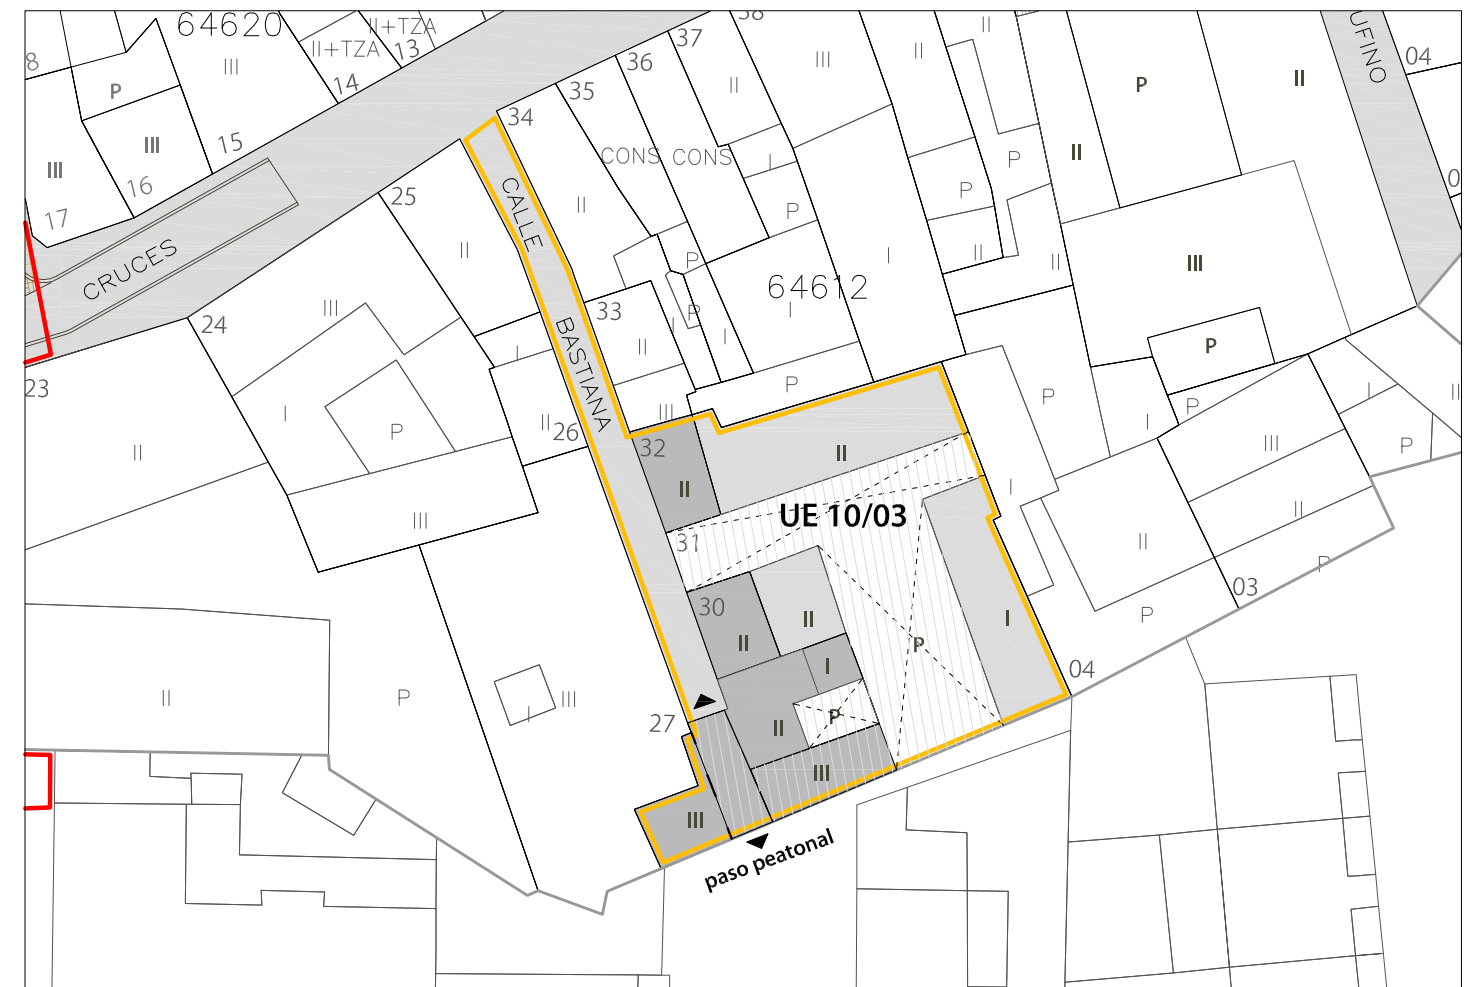 64620
II+TZA
II+TZA
13
38
II
UFINO
8
III
14
37
II
III
04
P
36
P
II
35
II
15
34
III
CONS
CONS
I
P
II
III
16
25
II
P
P
0
17
CALLE
II
P
II
I
II
III
CRUCES
P
64612
III
24
III
33
P
I
I
I
BASTIANA
II
P
I
23
P
P
I
II
I
III
II
26
P
I
P
III
P
II
32
II
II
III
I
UE 10/03
II
31
II
P
03
30
II
II
I
P
P
I
04
II
P
I
III
27
II
P
III
III
paso peatonal